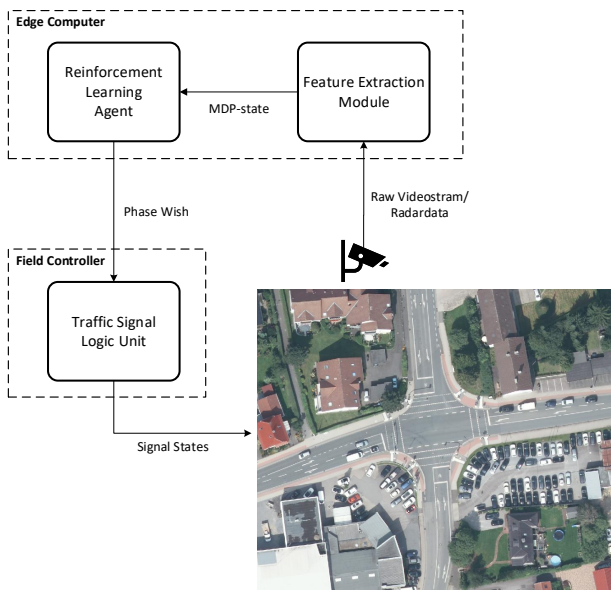 Edge Computer
Reinforcement
Learning
Agent
MDP-state
Feature Extraction
Module
Phase Wish
Raw Videostram/
Radardata
Field Controller
Traffic Signal
Logic Unit
Signal States